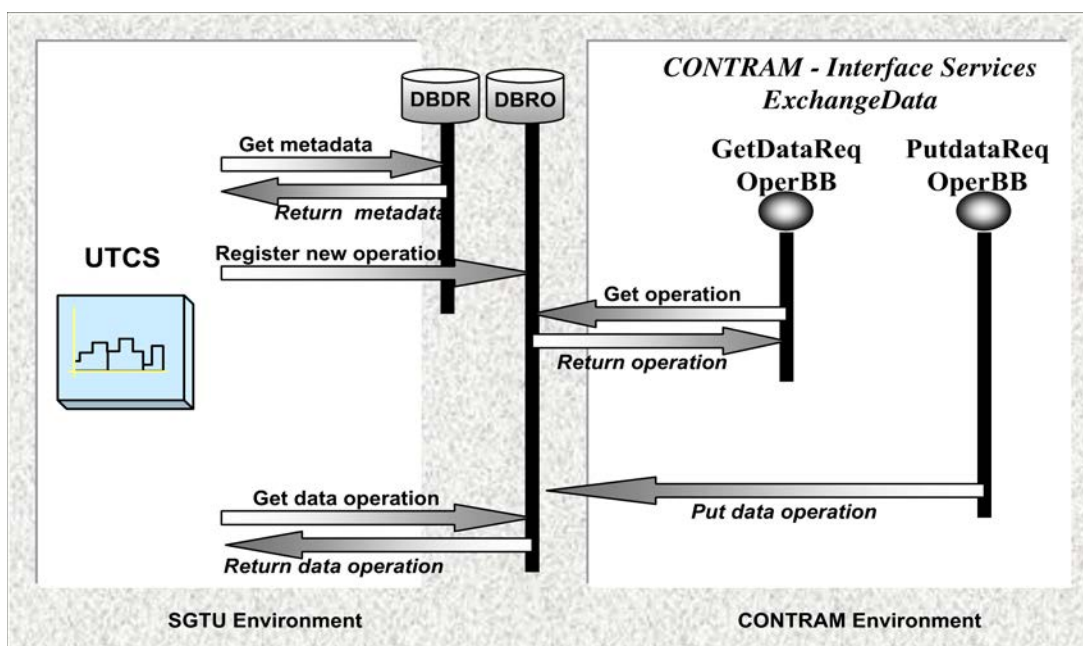 CONTRAM - Interface Services
ExchangeData
DBDR
DBRO
GetDataReq
OperBB
PutdataReq
OperBB
Get metadata
Return metadata
Register new operation
UTCS
Get operation
Return operation
Get data operation
Put data operation
Return data operation
SGTU Environment
CONTRAM Environment